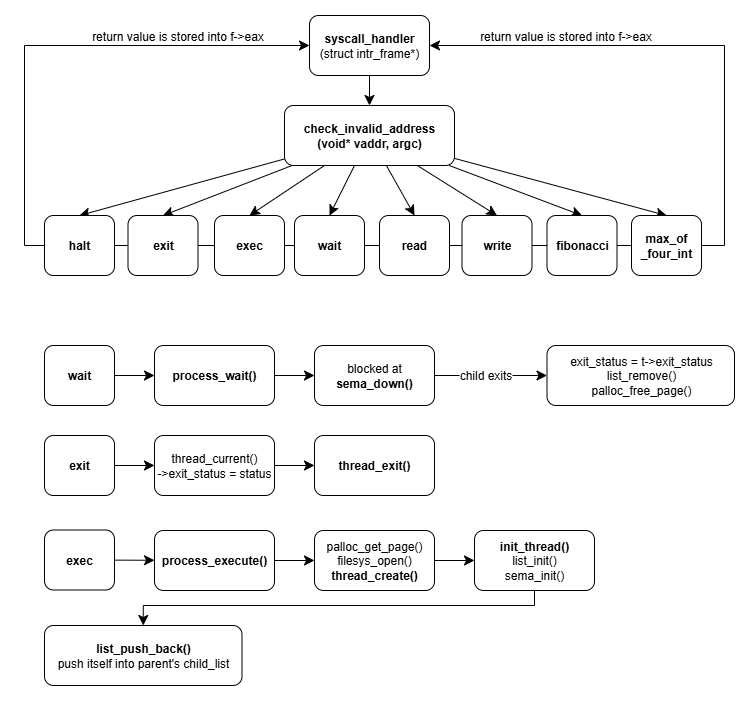 return value is stored into f->eax
syscall_handler
(struct intr_frame*)
return value is stored into f->eax
check_invalid_address
(void* vaddr, argc)
halt
exit
exec
wait
read
write
fibonacci
max_of
_four_int
wait
process_wait()
blocked at
sema_down()
child exits
exit_status = t->exit_status
list_remove()
palloc_free_page()
exit
thread_current()
->exit_status = status
thread_exit()
exec
process_execute()
palloc_get_page()
filesys_open()
thread_create()
init_thread()
list_init()
sema_init()
list_push_back()
push itself into parent's child_list